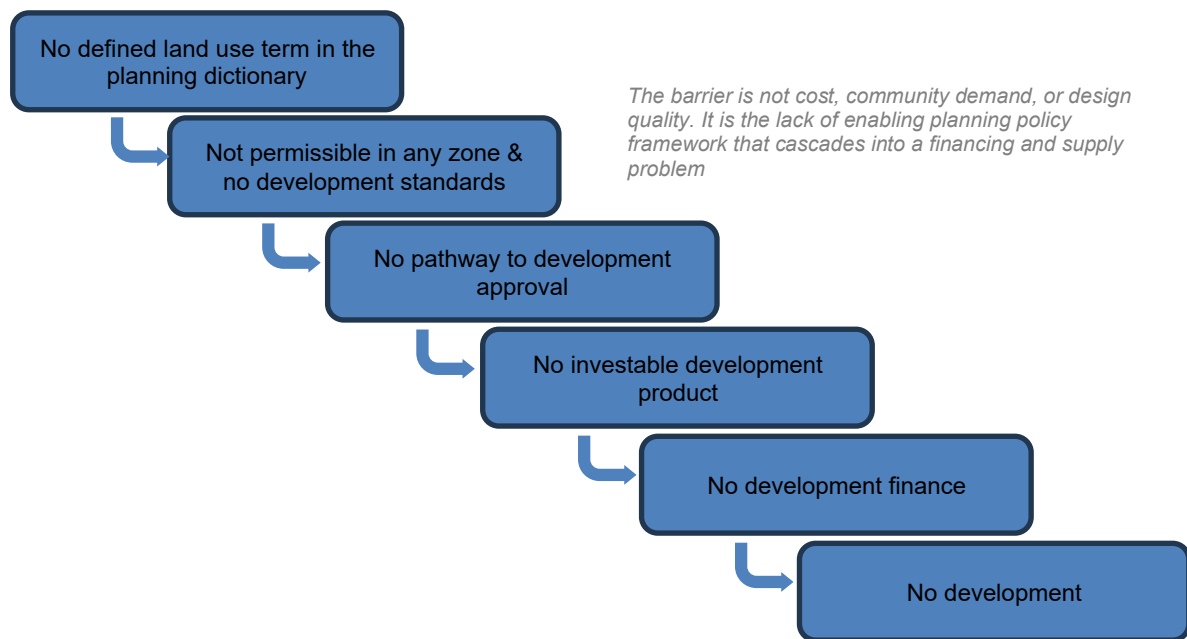 No defined land use term in the
planning dictionary
The barrier is not cost, community demand, or design
quality. It is the lack of enabling planning policy
framework that cascades into a financing and supply
problem
Not permissible in any zone &
no development standards
No pathway to development
approval
No investable development
product
No development finance
No development